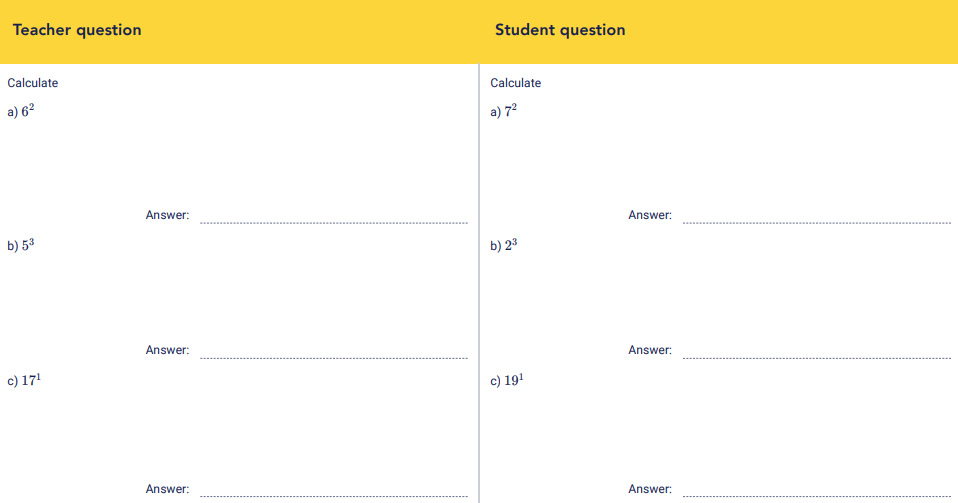 Teacher question
Calculate
a) 6²
Answer:
b) 5³
Answer:
c) 17¹
Answer:
Student question
Calculate
a) 7²
Answer:
b) 2³
Answer:
c) 19¹
Answer: